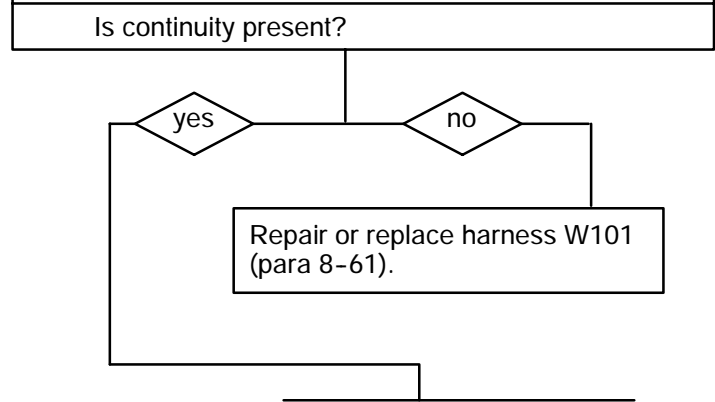 Is continuity present?
yes
no
Repair or replace harness W101
(para 8-61).